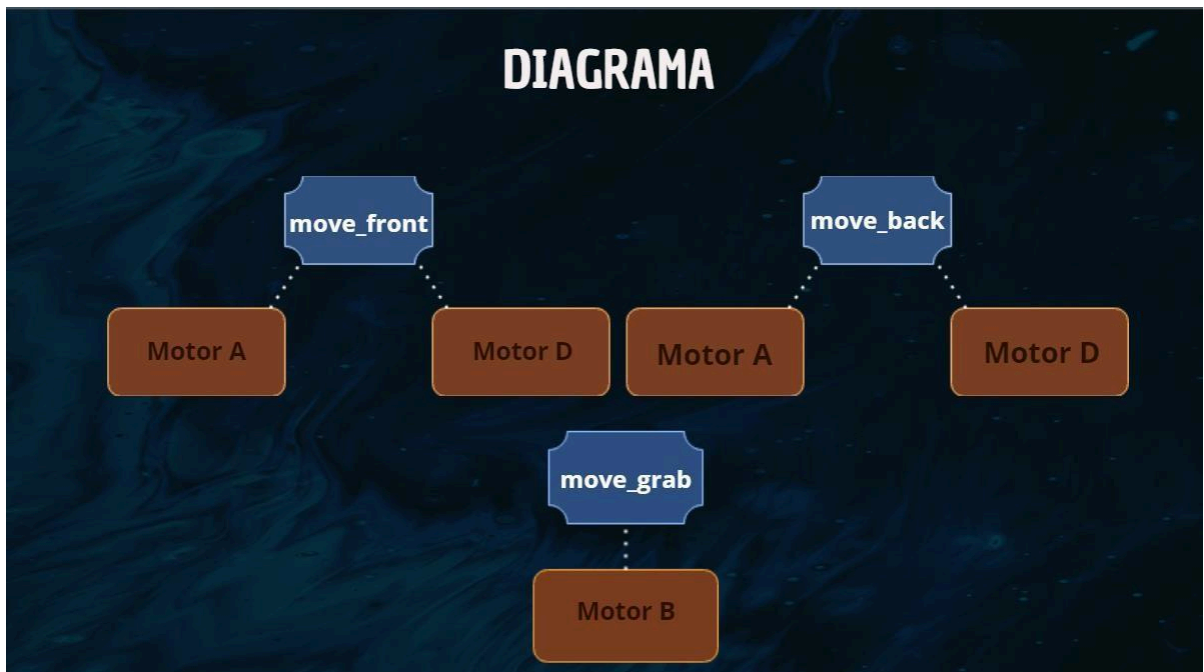 DIAGRAMA
move_front
move_back
Motor A
Motor D
Motor A
Motor D
move_grab
Motor B